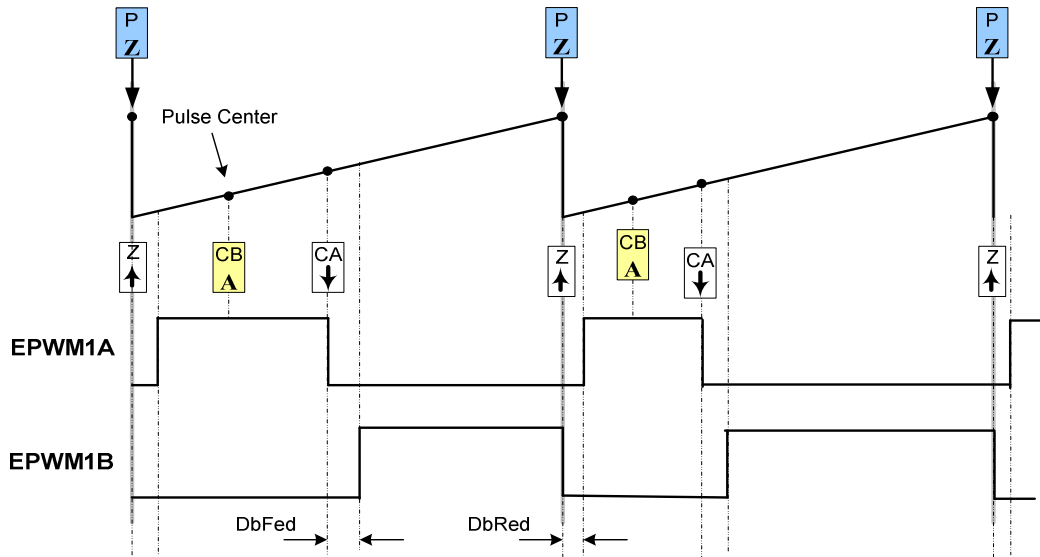 P
Z
P
Z
P
Z
Pulse Center
Z
CB
A
CA
Z
CB
A
CA
Z
EPWM1A
EPWM1B
DbFed
DbRed